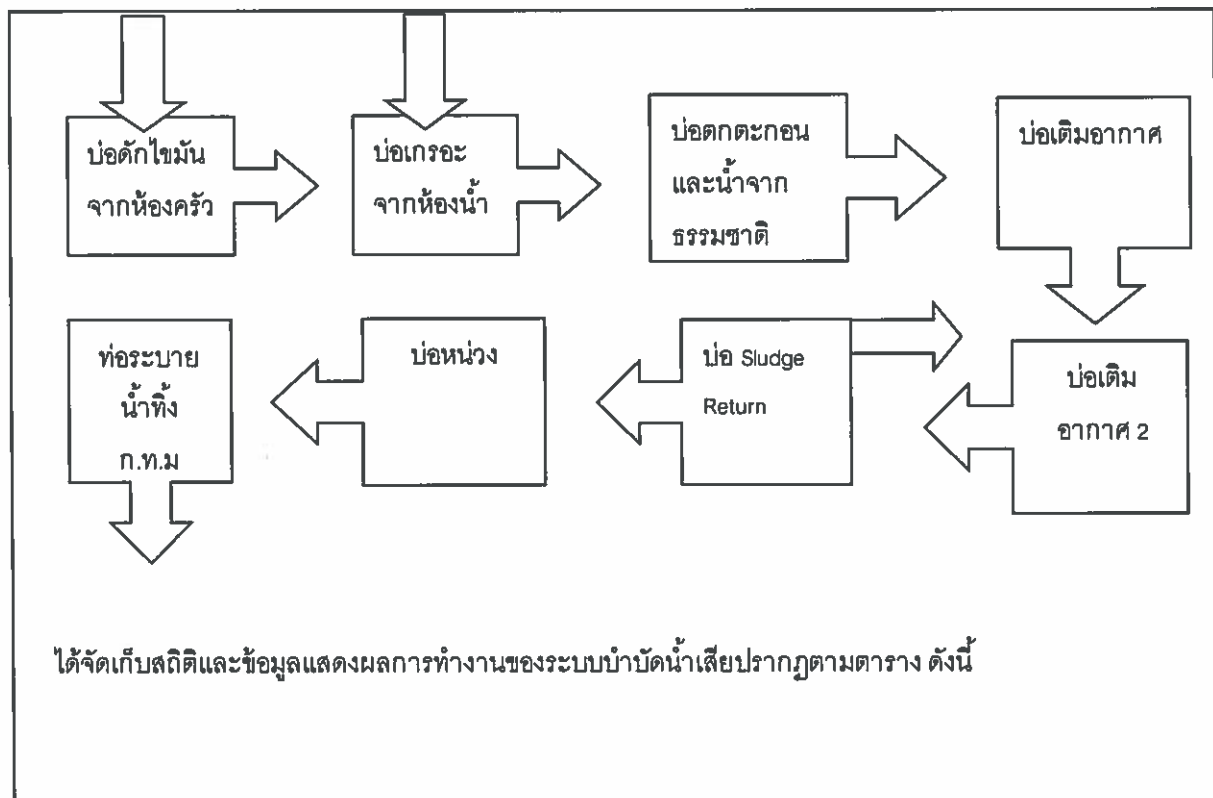 บ่อดักไขมัน
จากห้องครัว
บ่อเกรอะ
จากห้องน้ำ
บ่อตกตะกอน
และน้ำจาก
ธรรมชาติ
บ่อเติมอากาศ
ท่อระบาย
น้ำทิ้ง
ก.ท.ม
บ่อหน่วง
บ่อ Sludge
Return
บ่อเติม
อากาศ 2
ได้จัดเก็บสถิติและข้อมูลแสดงผลการทำงานของระบบบำบัดน้ำเสียปรากฏตามตาราง ดังนี้